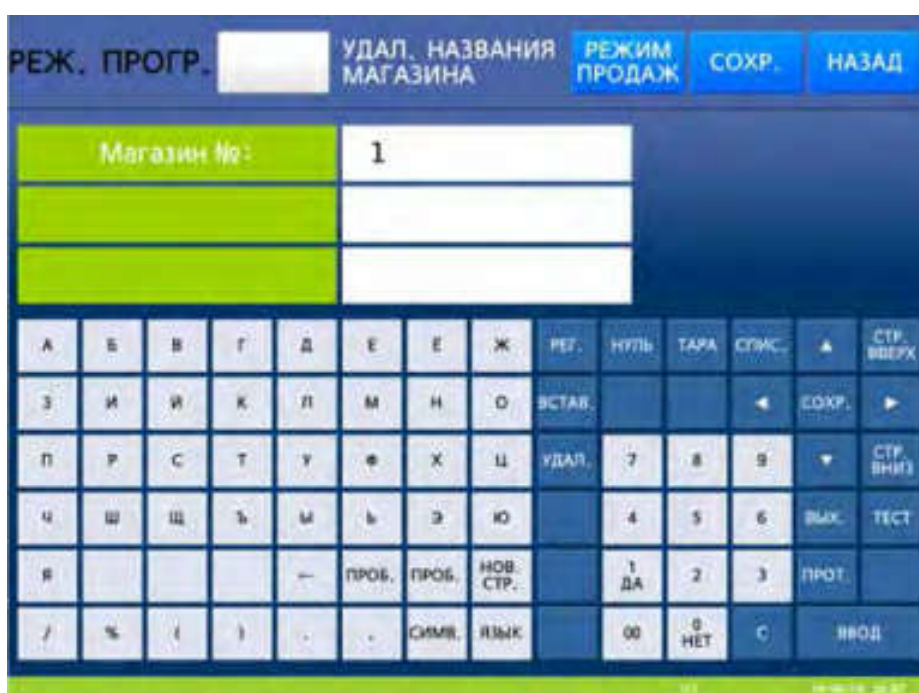 РЕЖ. ПРОГР.
УДАЛ. НАЗВАНИЯ
МАГАЗИНА
РЕЖИМ
ПРОДАЖ
СОХР.
НАЗАД
Магазин №:
1
А Б В Г Д Е Ё Ж РЕГ. НУЛЬ ТАРА СПИС. ▲ СТР. ВВЕРХ
З И Й К Л М Н О ВСТАВ. ◄ СОХР. ►
П Р С Т У Ф Х Ц УДАЛ. 7 8 9 ▼ СТР. ВНИЗ
Ч Ш Щ Ъ Ы Ь Э Ю 4 5 6 ВЫХ. ТЕСТ
Я ← ПРОБ. ПРОБ. НОВ. СТР. 1 ДА 2 3 ПРОТ.
/ % ( ) СИМВ. ЯЗЫК 00 0 НЕТ C ВВОД